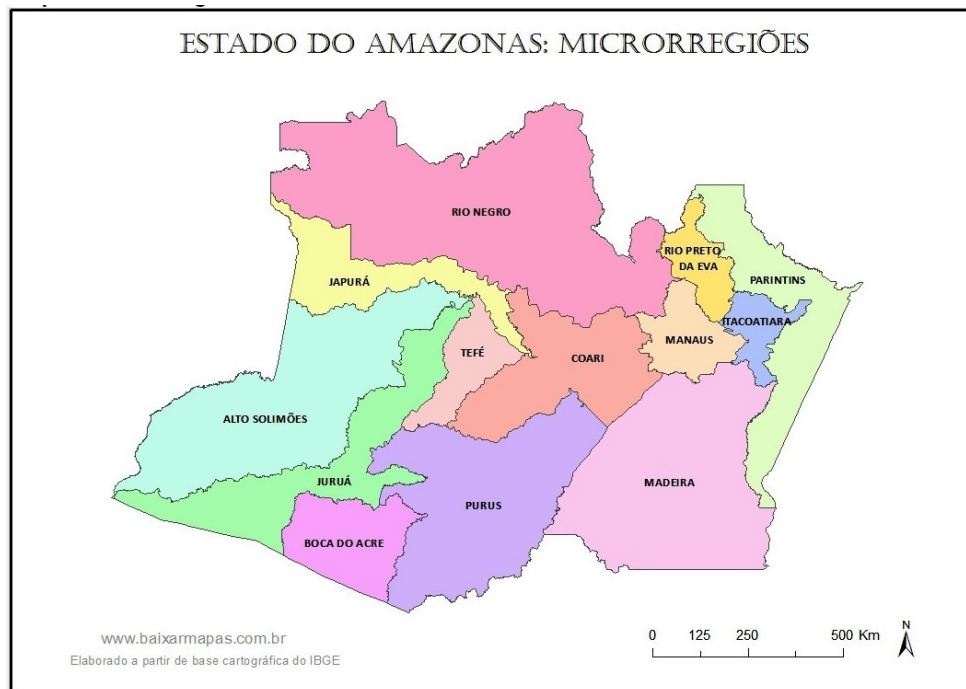 ESTADO DO AMAZONAS: MICRORREGIÕES
RIO NEGRO
RIO PRETO
DA EVA
PARINTINS
JAPURÁ
ITACOATIARA
MANAUS
TEFÉ
COARI
ALTO SOLIMÕES
JURUÁ
MADEIRA
PURUS
BOCA DO ACRE
www.baixarmapas.com.br
Elaborado a partir de base cartográfica do IBGE
0 125 250 500 Km
N